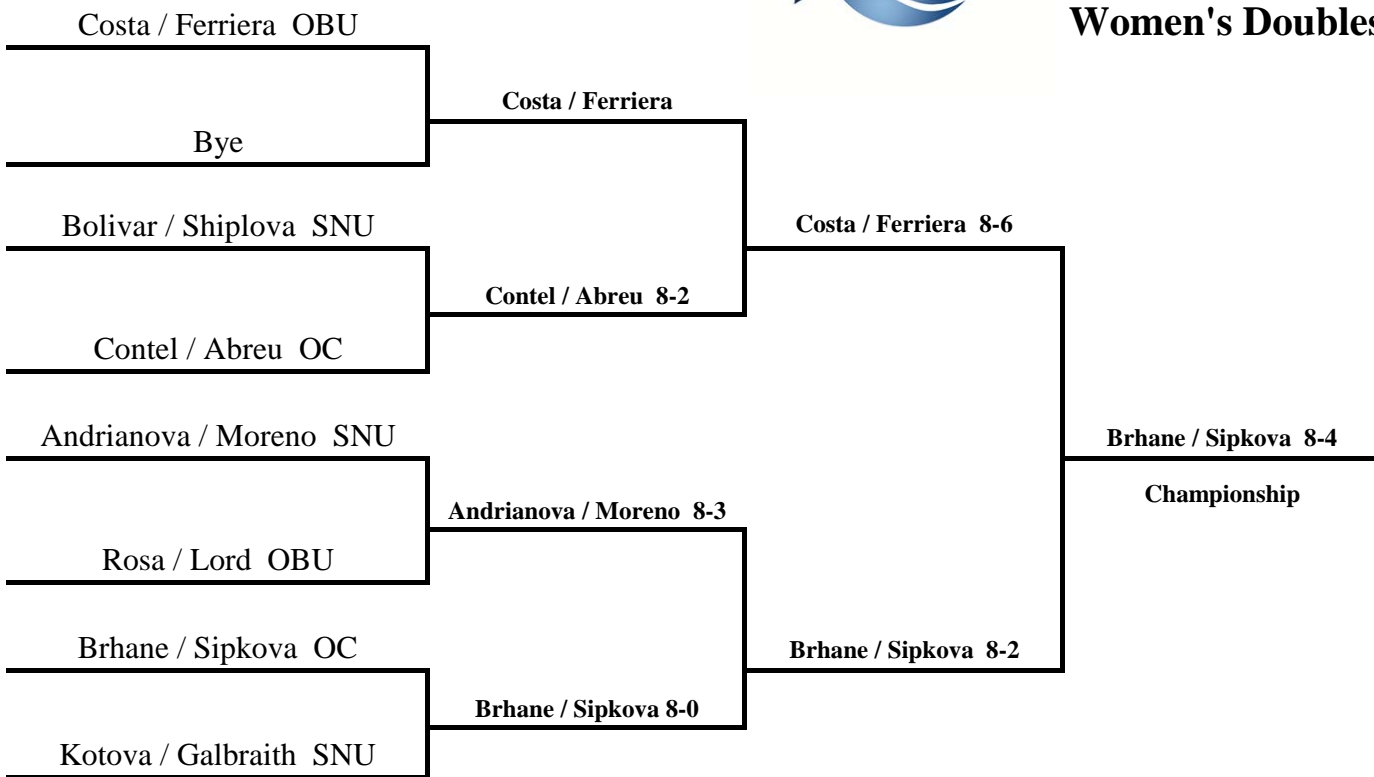 Women's Doubles
Costa / Ferriera OBU
Costa / Ferriera
Bye
Bolivar / Shiplova SNU
Costa / Ferriera 8-6
Contel / Abreu 8-2
Contel / Abreu OC
Andrianova / Moreno SNU
Brhane / Sipkova 8-4
Championship
Andrianova / Moreno 8-3
Rosa / Lord OBU
Brhane / Sipkova OC
Brhane / Sipkova 8-2
Brhane / Sipkova 8-0
Kotova / Galbraith SNU